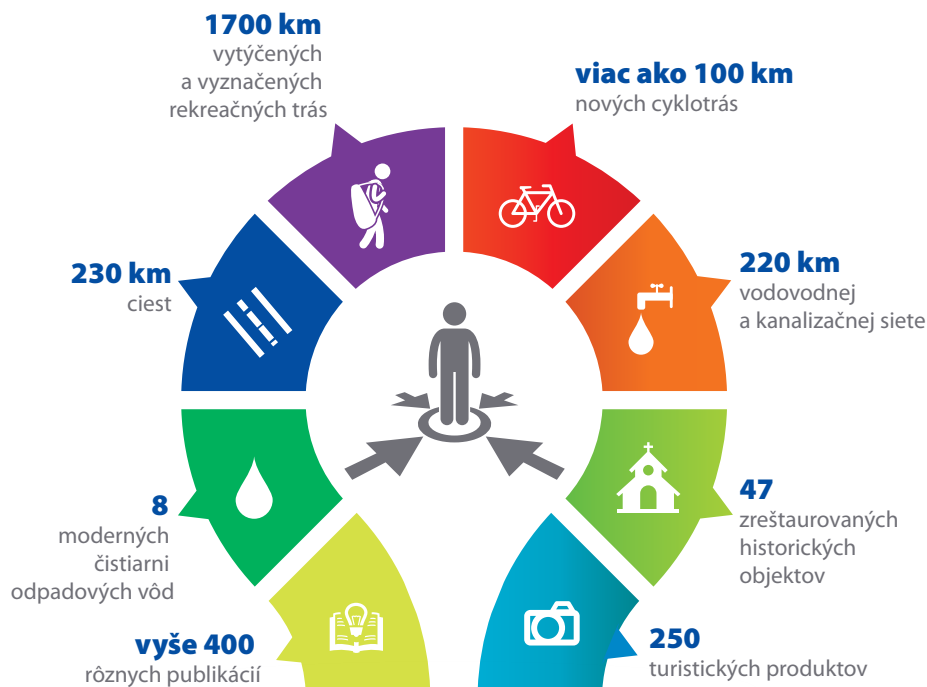 1700 km
vytýčených
a vyznačených
rekreačných trás
viac ako 100 km
nových cyklotrás
230 km
ciest
220 km
vodovodnej
a kanalizačnej siete
8
moderných
čistiarni
odpadových vôd
47
zreštaurovaných
historických
objektov
vyše 400
rôznych publikácií
250
turistických produktov